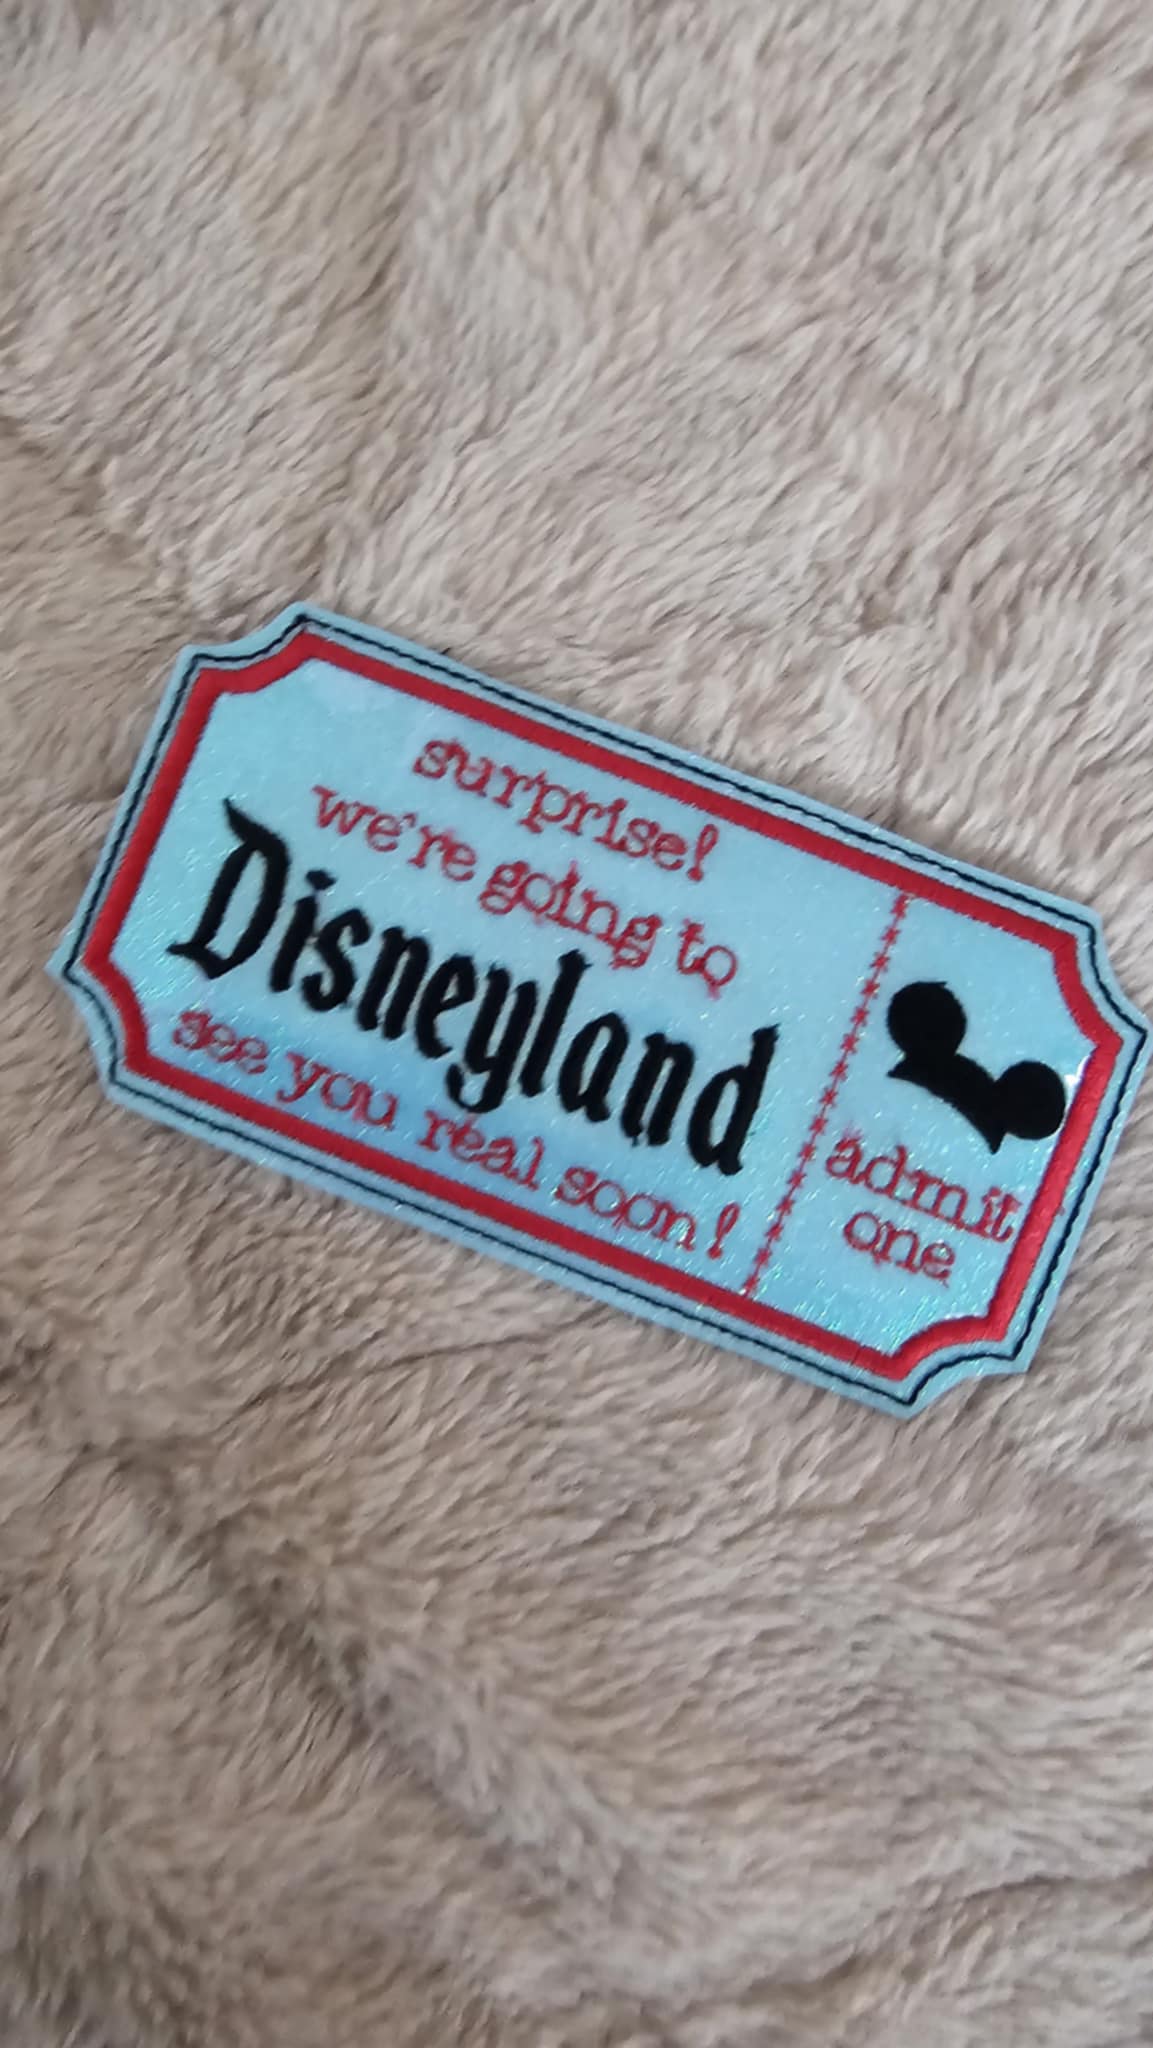 surprise!
we're going to
Disneyland
see you real soon!
admit
one